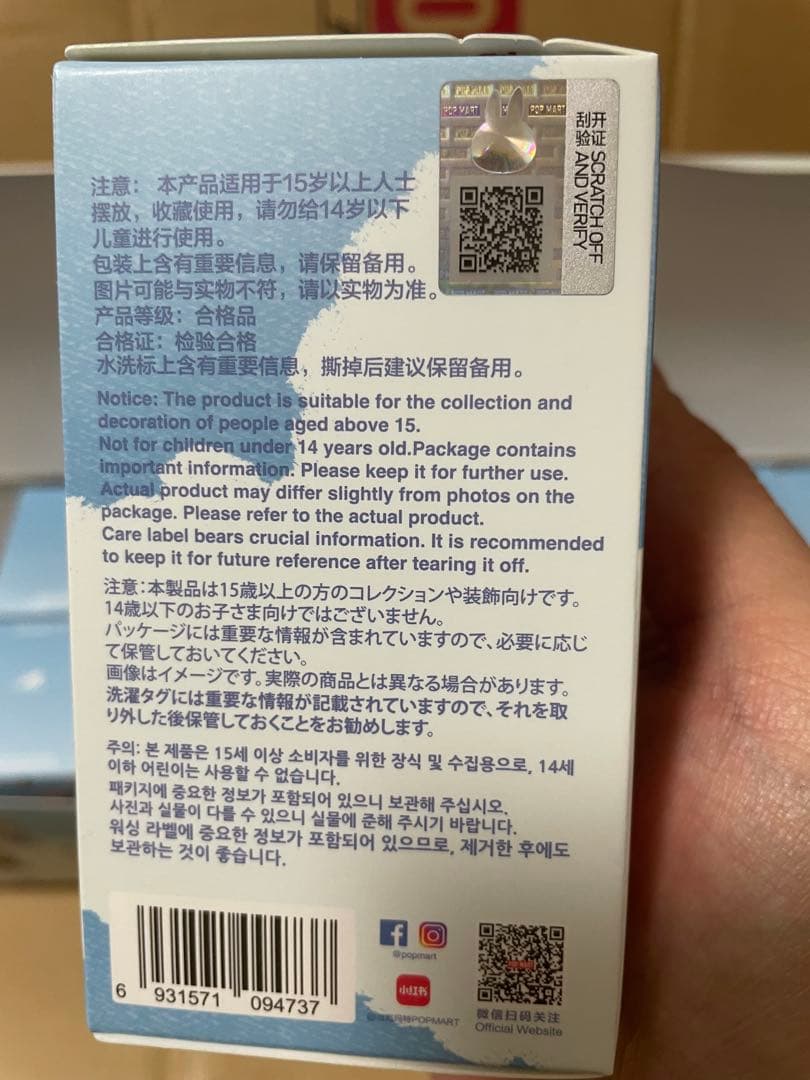 POP MART
POP MART
开证
刮验
SCRATCH OFF
AND VERIFY
注意： 本产品适用于15岁以上人士
摆放，收藏使用，请勿给14岁以下
儿童进行使用。
包装上含有重要信息，请保留备用。
图片可能与实物不符，请以实物为准。
产品等级：合格品
合格证：检验合格
水洗标上含有重要信息，撕掉后建议保留备用。
Notice: The product is suitable for the collection and
decoration of people aged above 15.
Not for children under 14 years old.Package contains
important information. Please keep it for further use.
Actual product may differ slightly from photos on the
package. Please refer to the actual product.
Care label bears crucial information. It is recommended
to keep it for future reference after tearing it off.
注意：本製品は15歳以上の方のコレクションや装飾向けです。
14歳以下のお子さま向けではございません。
パッケージには重要な情報が含まれていますので、必要に応じ
て保管しておいてください。
画像はイメージです。実際の商品とは異なる場合があります。
洗濯タグには重要な情報が記載されていますので、それを取
り外した後保管しておくことをお勧めします。
주의: 본 제품은 15세 이상 소비자를 위한 장식 및 수집용으로, 14세
이하 어린이는 사용할 수 없습니다.
패키지에 중요한 정보가 포함되어 있으니 보관해 주십시오.
사진과 실물이 다를 수 있으니 실물에 준해 주시기 바랍니다.
워싱 라벨에 중요한 정보가 포함되어 있으므로, 제거한 후에도
보관하는 것이 좋습니다.
6 931571 094737
@popmart
小红书
@泡泡玛特POPMART
微信扫码关注
Official Website